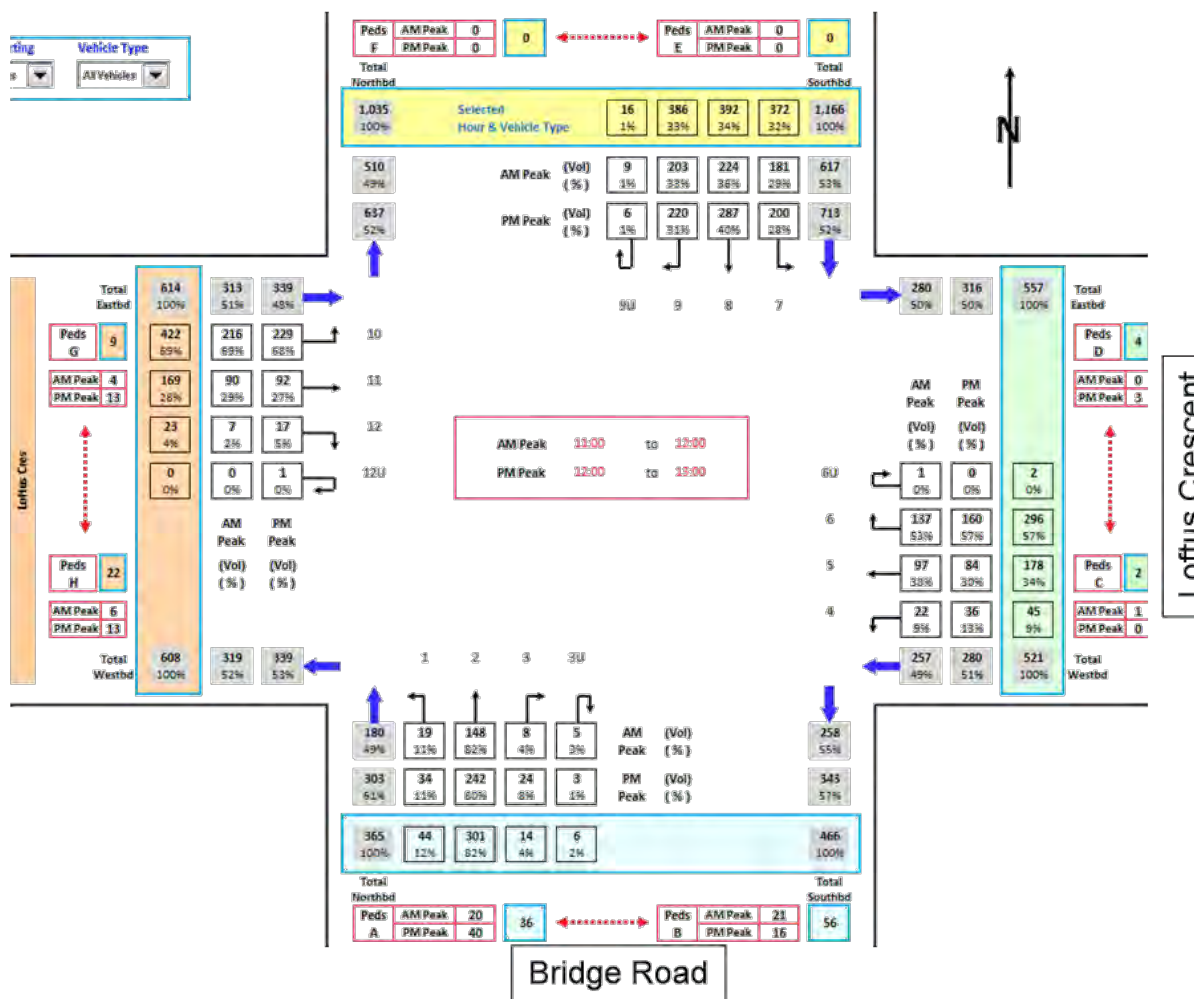 Peds AM Peak 0 0 Peds AM Peak 0 0
F PM Peak 0 E PM Peak 0
rting Vehicle Type
s All Vehicles
Total Total
Northbd Southbd
1,035 Selected 16 386 392 372 1,166
100% Hour & Vehicle Type 1% 33% 34% 32% 100%
N
510 AM Peak (Vol) 9 203 224 181 617
49% (%) 1% 33% 36% 29% 53%
637 PM Peak (Vol) 6 220 287 200 713
52% (%) 1% 31% 40% 28% 52%
9U 9 8 7
Total 614 313 339
Eastbd 100% 51% 48%
280 316 557 Total
50% 50% 100% Eastbd
Peds 9 422 216 229 10
G 69% 69% 68%
AM Peak 4 169 90 92 11
PM Peak 13 28% 29% 27%
23 7 17 12
4% 2% 5%
0 0 1 12U
0% 0% 0%
Loftus Cres
AM PM
Peak Peak
(Vol) (Vol)
(%) (%)
Peds 22
H
AM Peak 6
PM Peak 13
Total 608 319 339
Westbd 100% 52% 53%
AM Peak 11:00 to 12:00
PM Peak 12:00 to 13:00
Peds 4
D
AM Peak 0
PM Peak 3
AM PM
Peak Peak
(Vol) (Vol)
(%) (%)
6U 1 0 2
0% 0% 0%
6 137 160 296
53% 57% 57%
5 97 84 178
38% 30% 34%
4 22 36 45
9% 13% 9%
Peds 2
C
AM Peak 1
PM Peak 0
257 280 521 Total
49% 51% 100% Westbd
Loftus Crescent
1 2 3 3U
180 19 148 8 5 AM (Vol) 258
49% 11% 82% 4% 3% Peak (%) 55%
303 34 242 24 3 PM (Vol) 343
61% 11% 80% 8% 1% Peak (%) 57%
365 44 301 14 6 466
100% 12% 82% 4% 2% 100%
Total Total
Northbd Southbd
Peds AM Peak 20 36 Peds AM Peak 21 56
A PM Peak 40 B PM Peak 16
Bridge Road